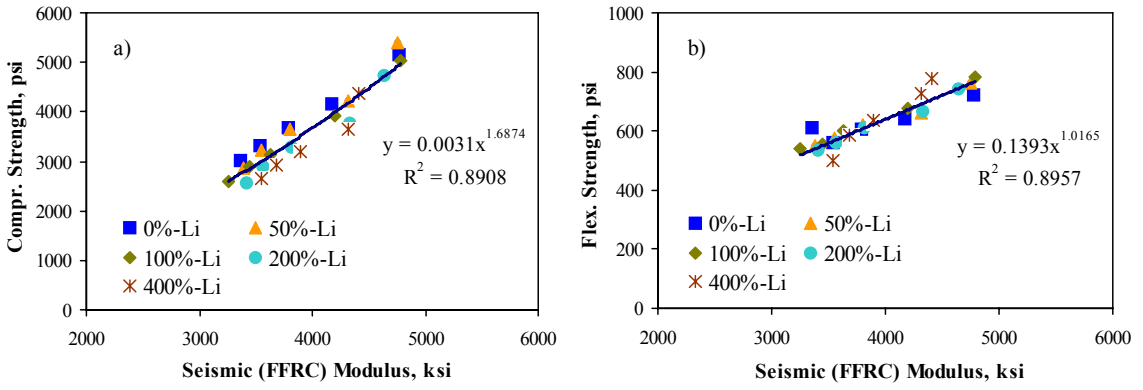 a)
Compr. Strength, psi
6000
5000
4000
3000
2000
1000
0
y = 0.0031x^1.6874
R^2 = 0.8908
0%-Li 50%-Li
100%-Li 200%-Li
400%-Li
2000 3000 4000 5000 6000
Seismic (FFRC) Modulus, ksi
b)
Flex. Strength, psi
1000
800
600
400
200
0
y = 0.1393x^1.0165
R^2 = 0.8957
0%-Li 50%-Li
100%-Li 200%-Li
400%-Li
2000 3000 4000 5000 6000
Seismic (FFRC) Modulus, ksi